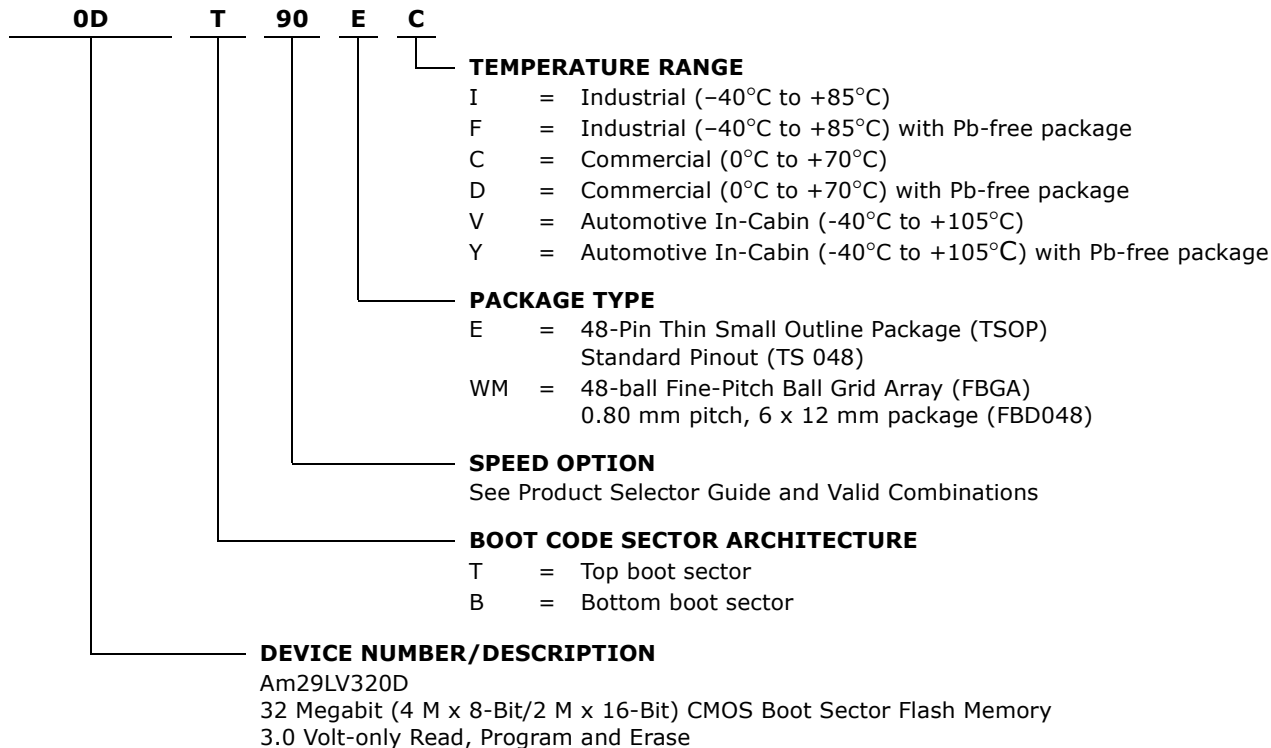 0D T 90 E C
TEMPERATURE RANGE
I = Industrial (–40°C to +85°C)
F = Industrial (–40°C to +85°C) with Pb-free package
C = Commercial (0°C to +70°C)
D = Commercial (0°C to +70°C) with Pb-free package
V = Automotive In-Cabin (-40°C to +105°C)
Y = Automotive In-Cabin (-40°C to +105°C) with Pb-free package
PACKAGE TYPE
E = 48-Pin Thin Small Outline Package (TSOP)
Standard Pinout (TS 048)
WM = 48-ball Fine-Pitch Ball Grid Array (FBGA)
0.80 mm pitch, 6 x 12 mm package (FBD048)
SPEED OPTION
See Product Selector Guide and Valid Combinations
BOOT CODE SECTOR ARCHITECTURE
T = Top boot sector
B = Bottom boot sector
DEVICE NUMBER/DESCRIPTION
Am29LV320D
32 Megabit (4 M x 8-Bit/2 M x 16-Bit) CMOS Boot Sector Flash Memory
3.0 Volt-only Read, Program and Erase